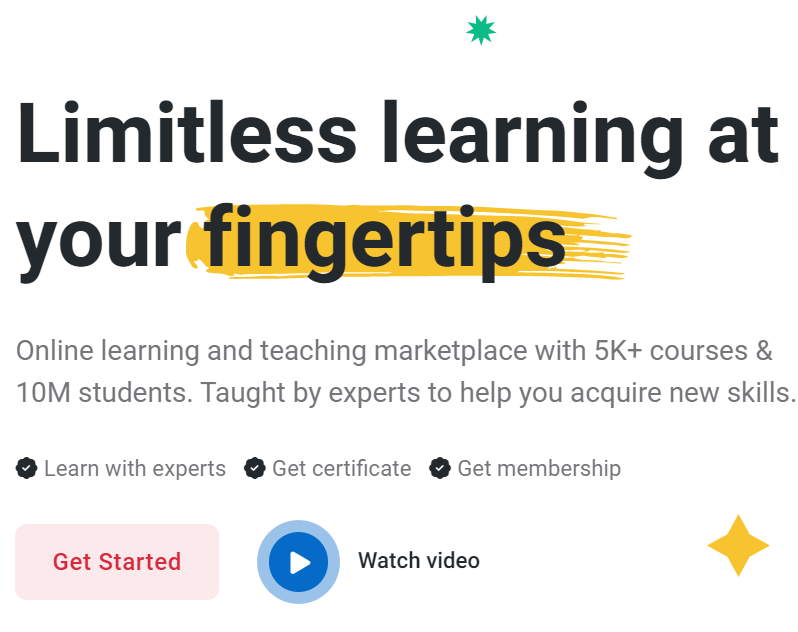 Limitless learning at
your fingertips
Online learning and teaching marketplace with 5K+ courses &
10M students. Taught by experts to help you acquire new skills.
Learn with experts Get certificate Get membership
Get Started Watch video